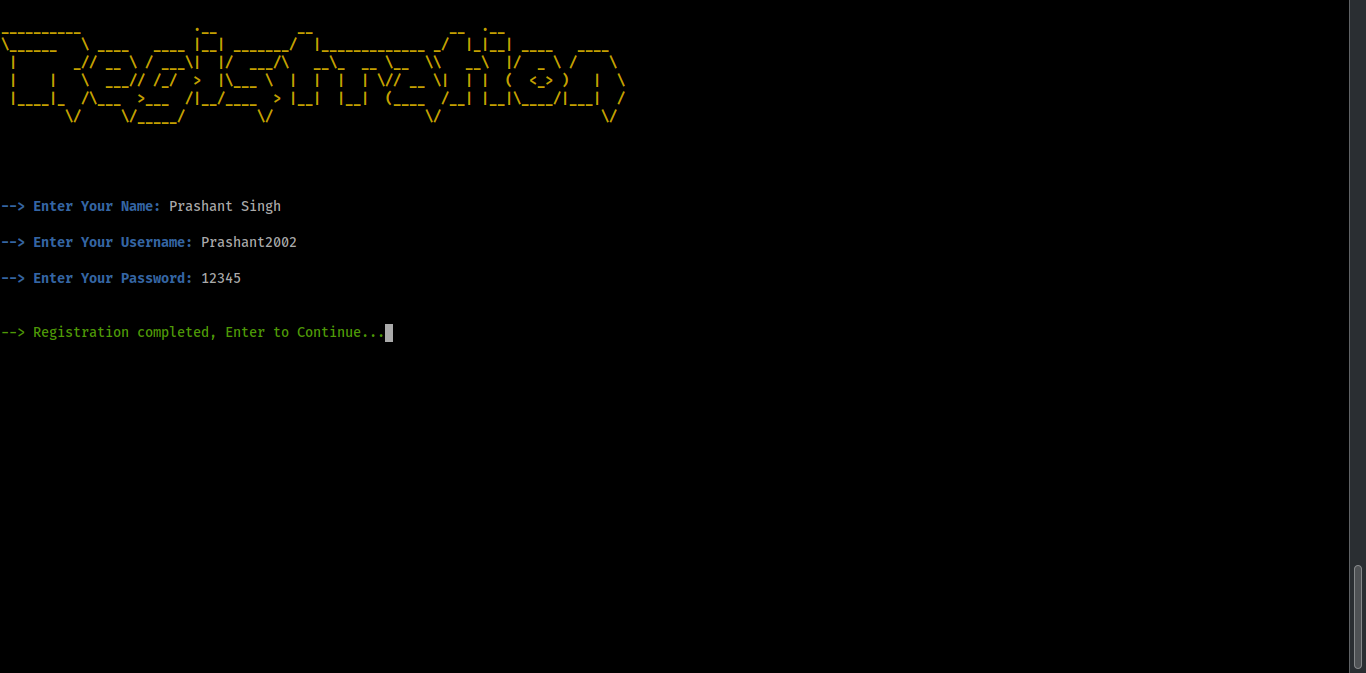 Registration
--> Enter Your Name: Prashant Singh
--> Enter Your Username: Prashant2002
--> Enter Your Password: 12345
--> Registration completed, Enter to Continue...